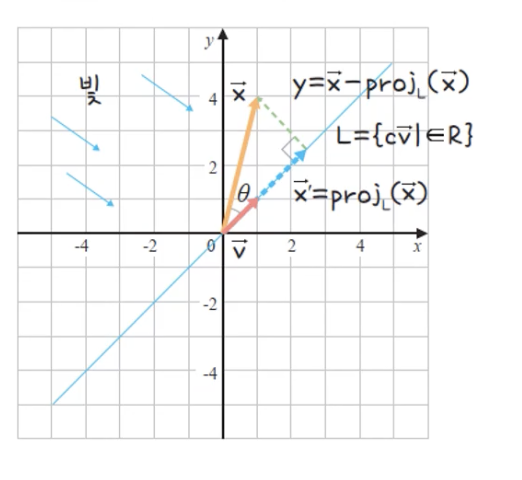 y
빛
x⃗
y=x⃗-proj_L(x⃗)
4
L={cv⃗|∈R}
2
θ
x⃗'=proj_L(x⃗)
-4 -2 0 v⃗ 2 4 x
-2
-4